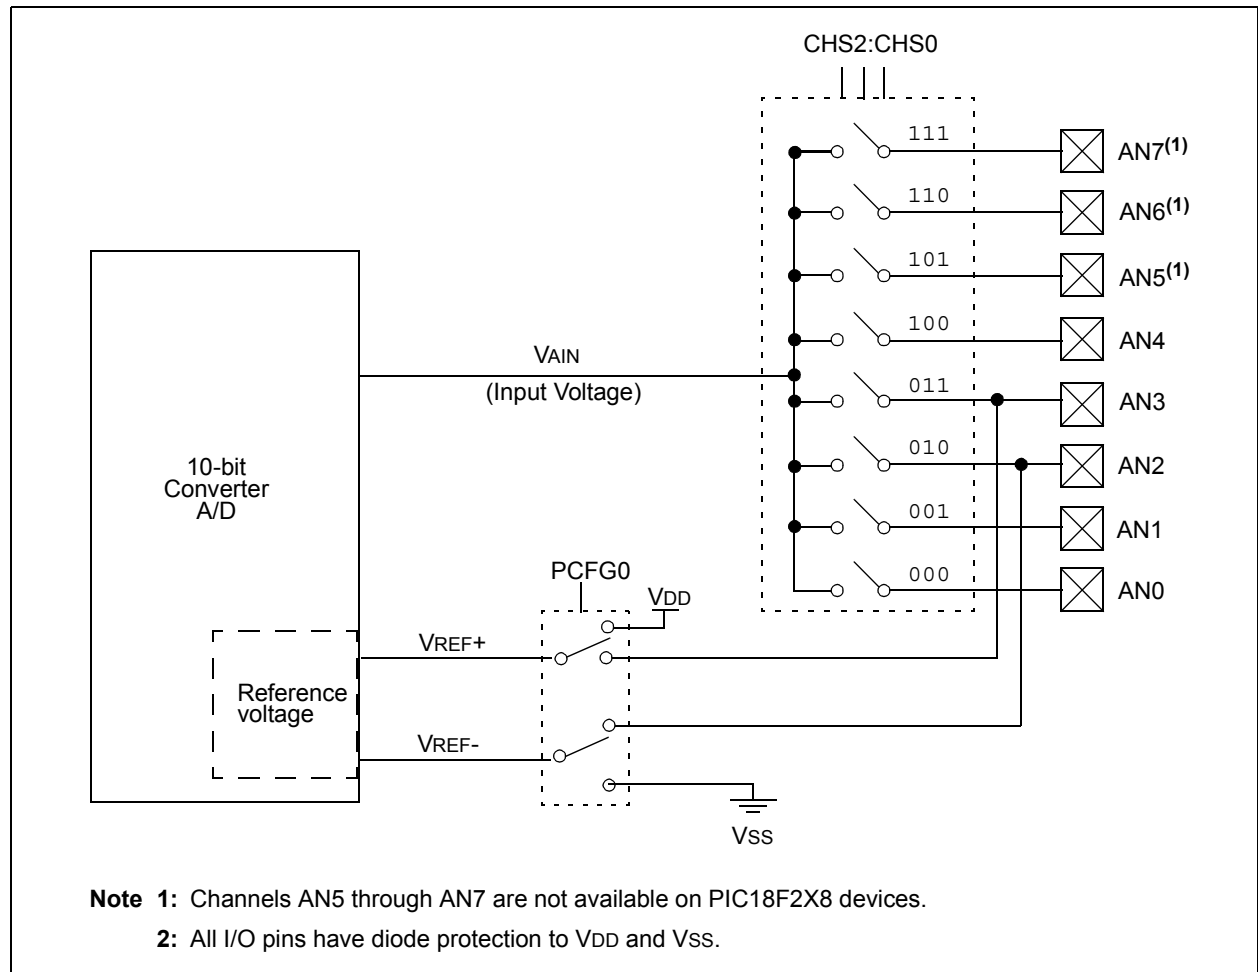 CHS2:CHS0
111
AN7(1)
110
AN6(1)
101
AN5(1)
100
AN4
VAIN
(Input Voltage)
011
AN3
010
AN2
10-bit
Converter
A/D
001
AN1
PCFG0
000
AN0
VDD
VREF+
Reference
voltage
VREF-
VSS
Note 1: Channels AN5 through AN7 are not available on PIC18F2X8 devices.
2: All I/O pins have diode protection to VDD and VSS.